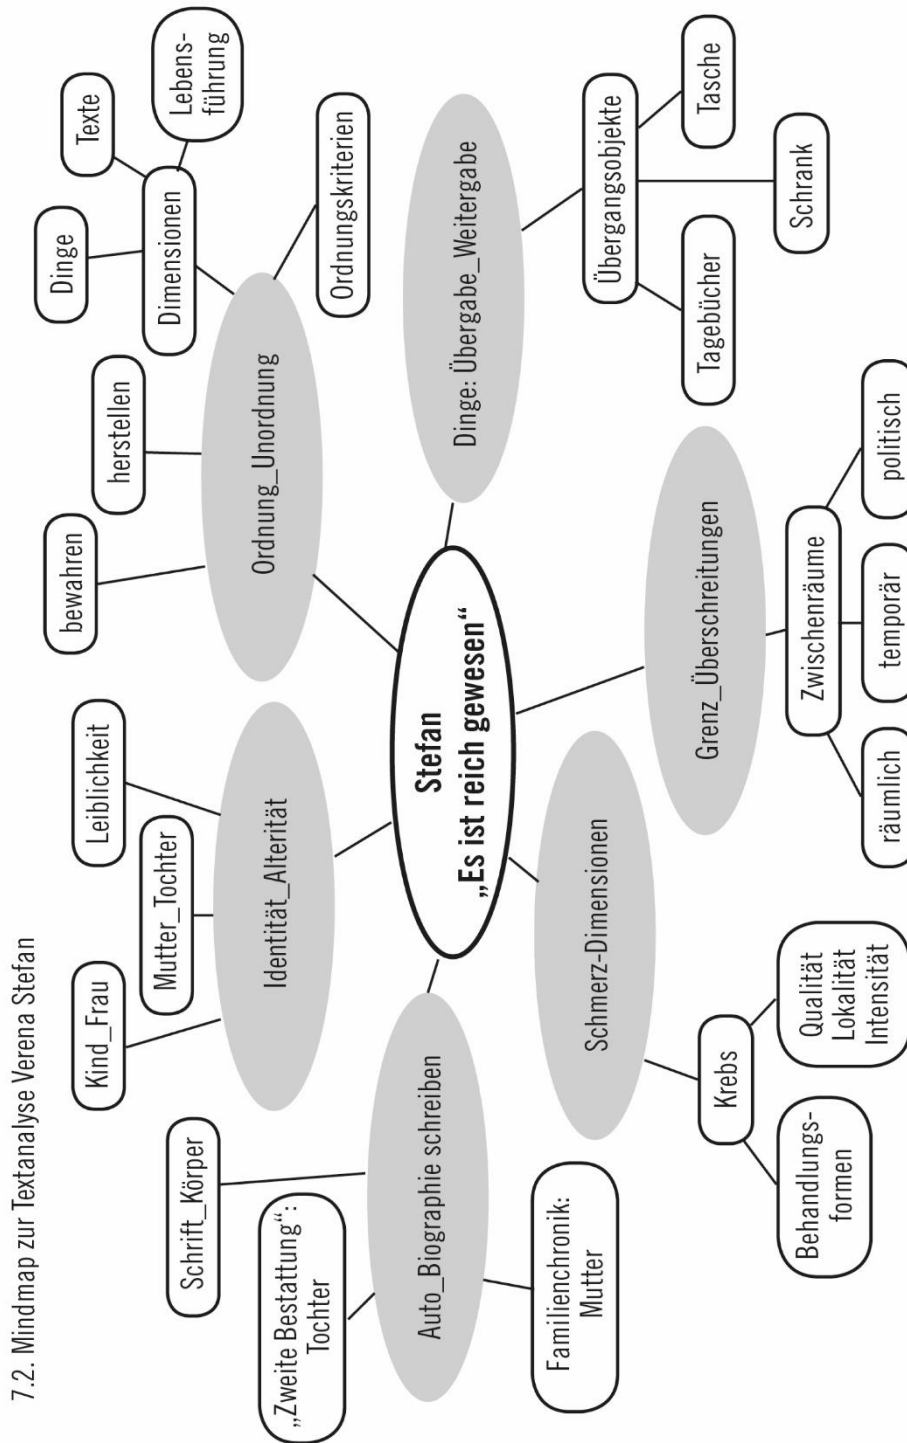 7.2. Mindmap zur Textanalyse Verena Stefan
Kind_Frau
Mutter_Tochter
Leiblichkeit
Identität_Alterität
bewahren
herstellen
Dinge
Texte
Lebens-
führung
Dimensionen
Ordnungskriterien
Ordnung_Unordnung
Schrift_Körper
„Zweite Bestattung“:
Tochter
Auto_Biographie schreiben
Familienchronik:
Mutter
Stefan
„Es ist reich gewesen“
Dinge: Übergabe_Weitergabe
Übergangsobjekte
Tagebücher
Schrank
Tasche
Schmerz-Dimensionen
Krebs
Behandlungs-
formen
Qualität
Lokalität
Intensität
Grenz_Überschreitungen
Zwischenräume
räumlich
temporär
politisch